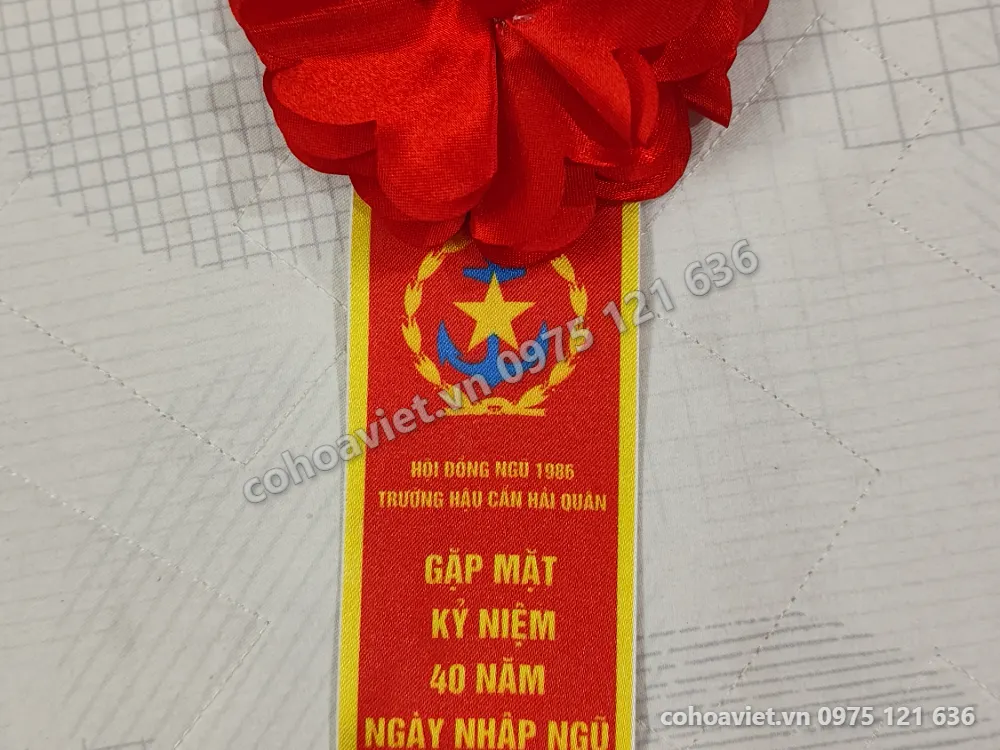 cohoaviet.vn 0975 121 636
HỘI ĐỒNG NGŨ 1986
TRƯỜNG HẬU CẦN HẢI QUÂN
GẶP MẶT
KỶ NIỆM
40 NĂM
NGÀY NHẬP NGŨ
cohoaviet.vn 0975 121 636